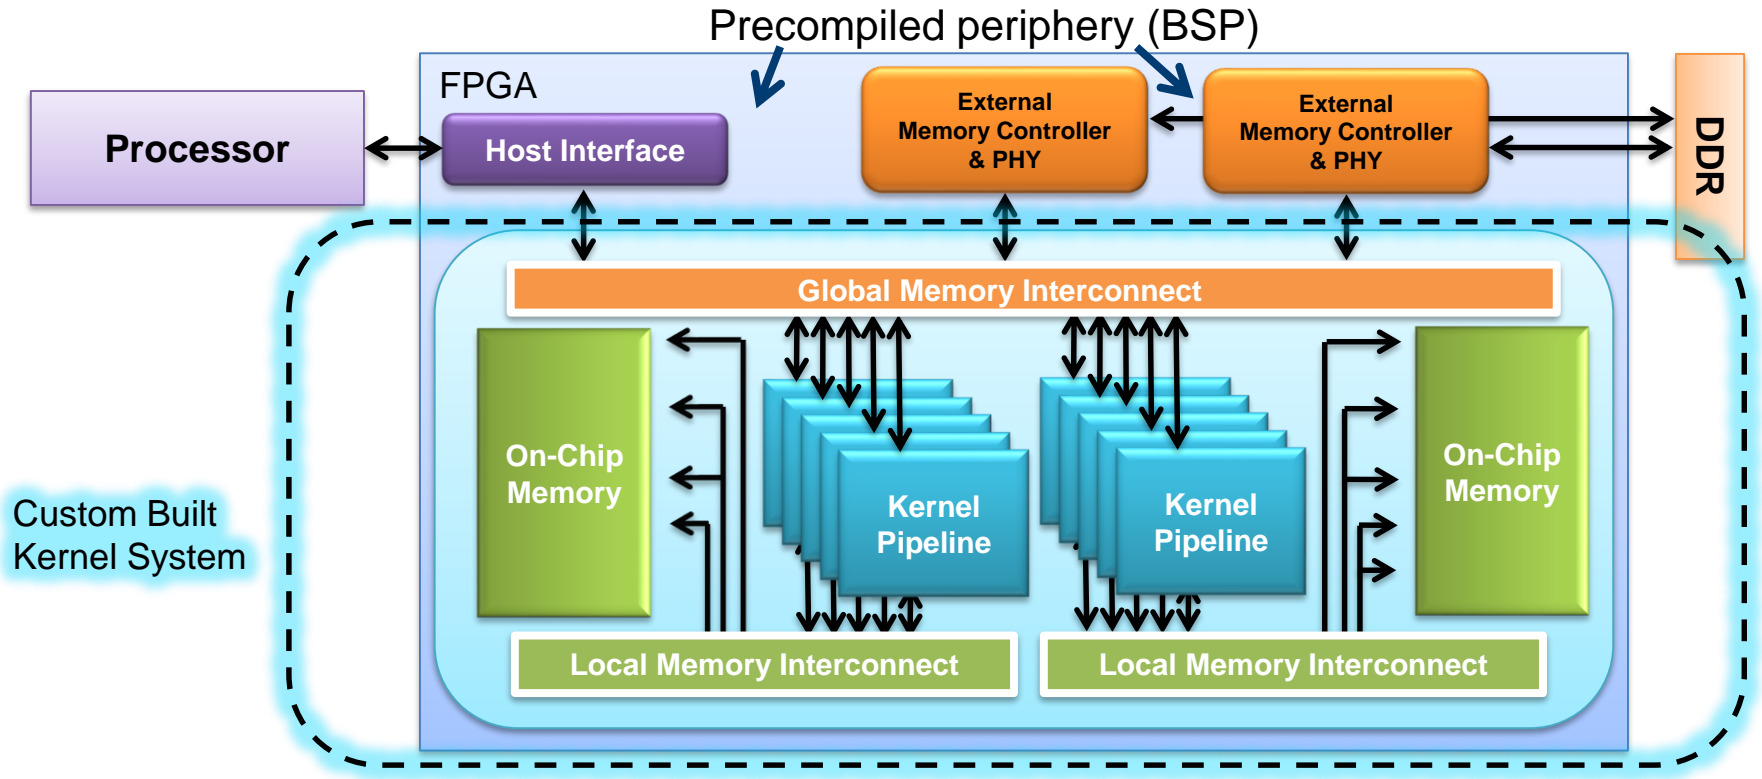 Precompiled periphery (BSP)
FPGA
Processor
Host Interface
External
Memory Controller
& PHY
External
Memory Controller
& PHY
DDR
Global Memory Interconnect
On-Chip
Memory
Kernel
Pipeline
Kernel
Pipeline
On-Chip
Memory
Custom Built
Kernel System
Local Memory Interconnect
Local Memory Interconnect